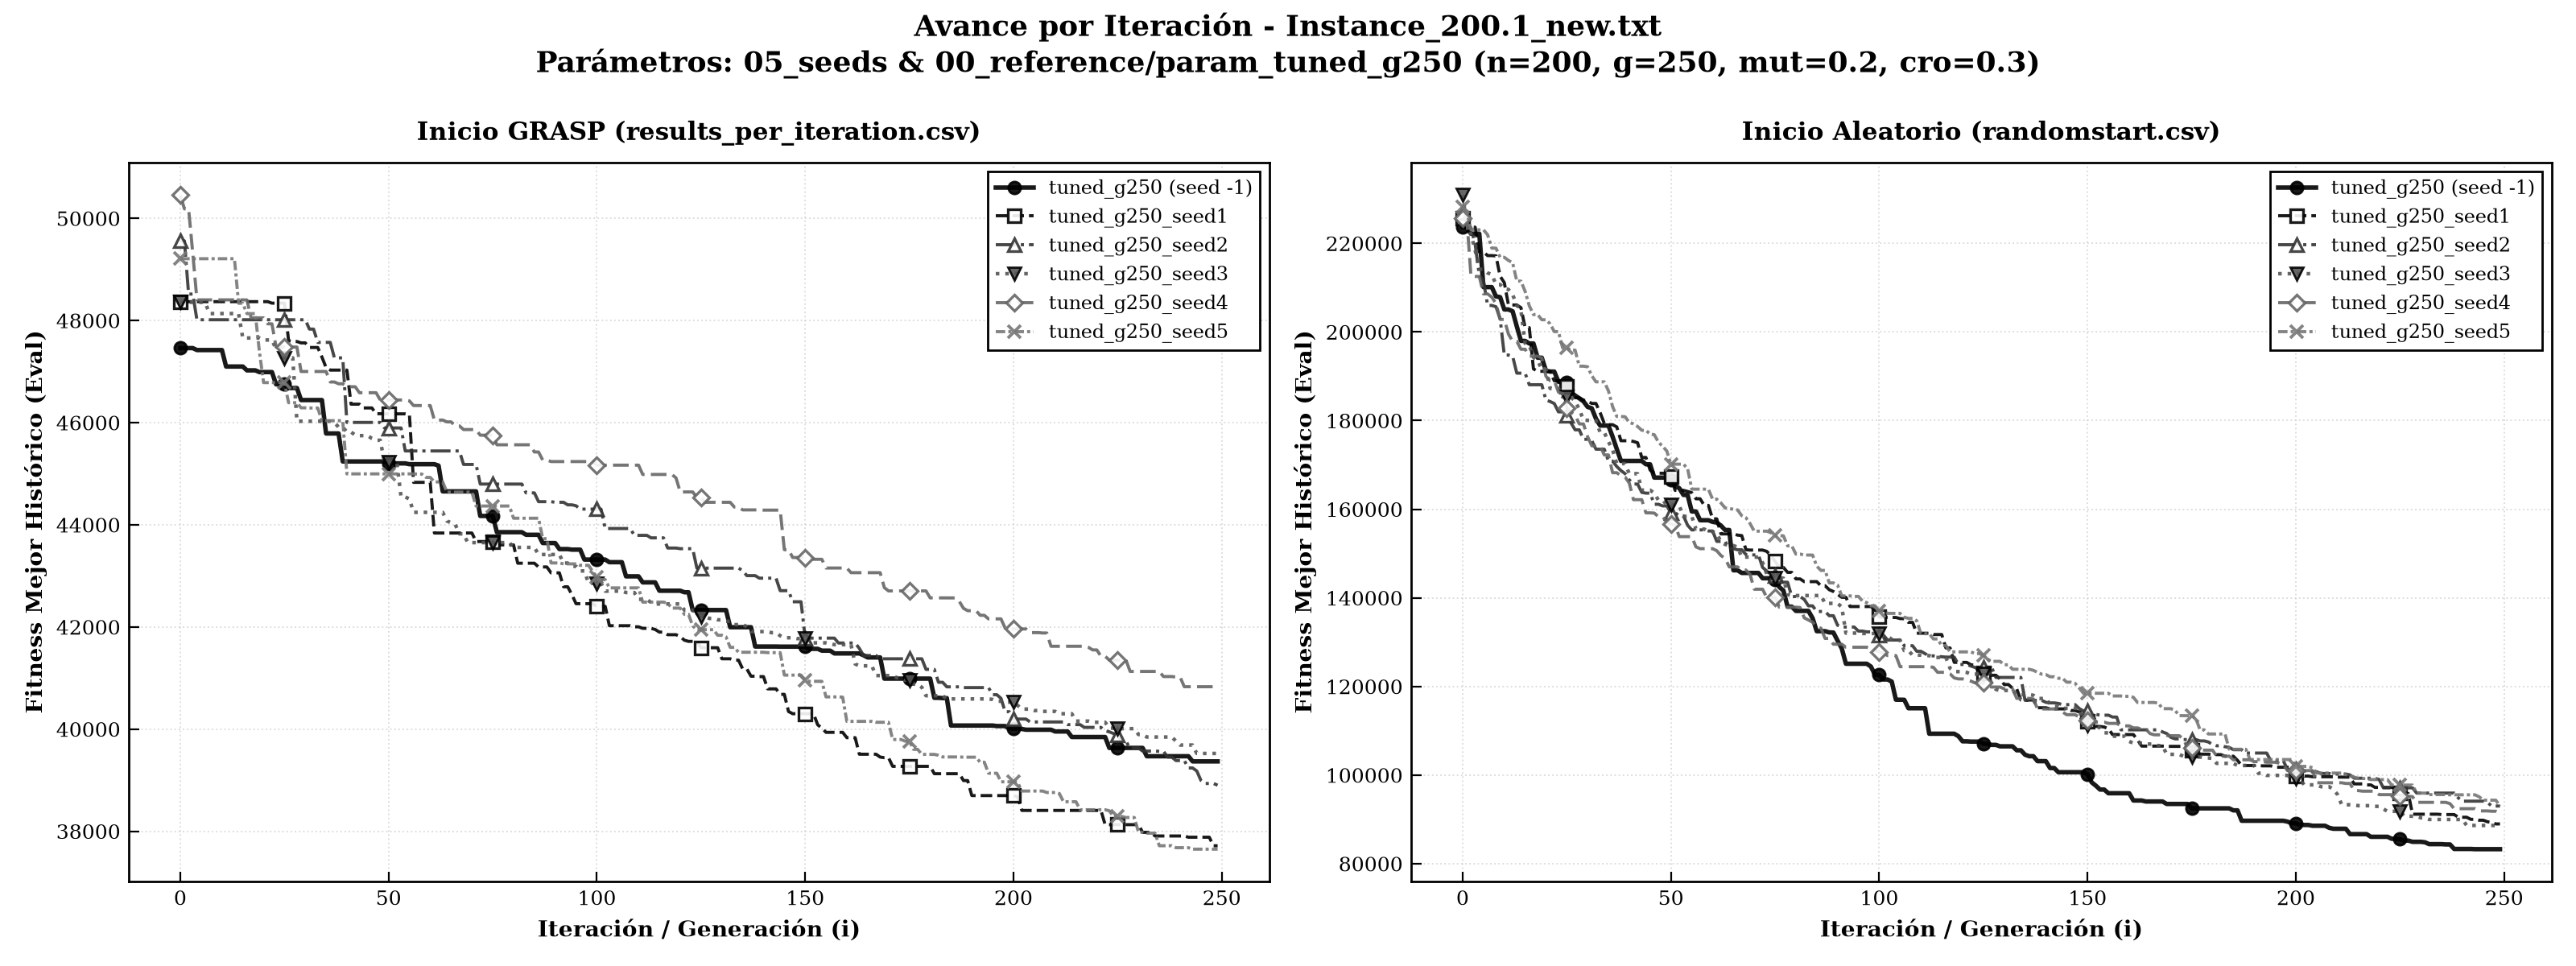 Avance por Iteración - Instance_200.1_new.txt
Parámetros: 05_seeds & 00_reference/param_tuned_g250 (n=200, g=250, mut=0.2, cro=0.3)
Inicio GRASP (results_per_iteration.csv)
Fitness Mejor Histórico (Eval)
50000
48000
46000
44000
42000
40000
38000
tuned_g250 (seed -1)
tuned_g250_seed1
tuned_g250_seed2
tuned_g250_seed3
tuned_g250_seed4
tuned_g250_seed5
0
50
100
150
200
250
Iteración / Generación (i)
Inicio Aleatorio (randomstart.csv)
Fitness Mejor Histórico (Eval)
220000
200000
180000
160000
140000
120000
100000
80000
tuned_g250 (seed -1)
tuned_g250_seed1
tuned_g250_seed2
tuned_g250_seed3
tuned_g250_seed4
tuned_g250_seed5
0
50
100
150
200
250
Iteración / Generación (i)